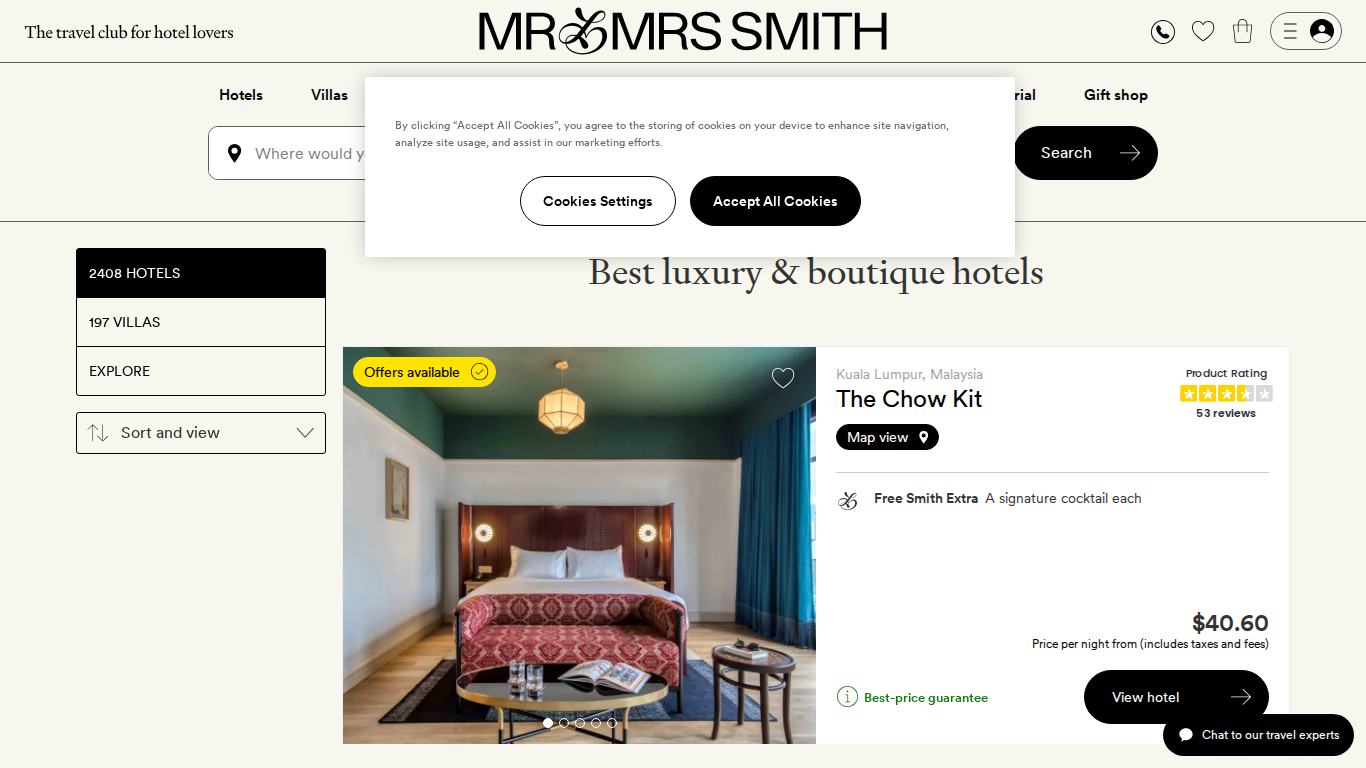 The travel club for hotel lovers
MR & MRS SMITH
Hotels
Villas
rial
Gift shop
Where would y
Search
By clicking “Accept All Cookies”, you agree to the storing of cookies on your device to enhance site navigation,
analyze site usage, and assist in our marketing efforts.
Cookies Settings
Accept All Cookies
2408 HOTELS
197 VILLAS
EXPLORE
Sort and view
Best luxury & boutique hotels
Offers available
Kuala Lumpur, Malaysia
The Chow Kit
Map view
Product Rating
53 reviews
Free Smith Extra A signature cocktail each
$40.60
Price per night from (includes taxes and fees)
Best-price guarantee
View hotel
Chat to our travel experts